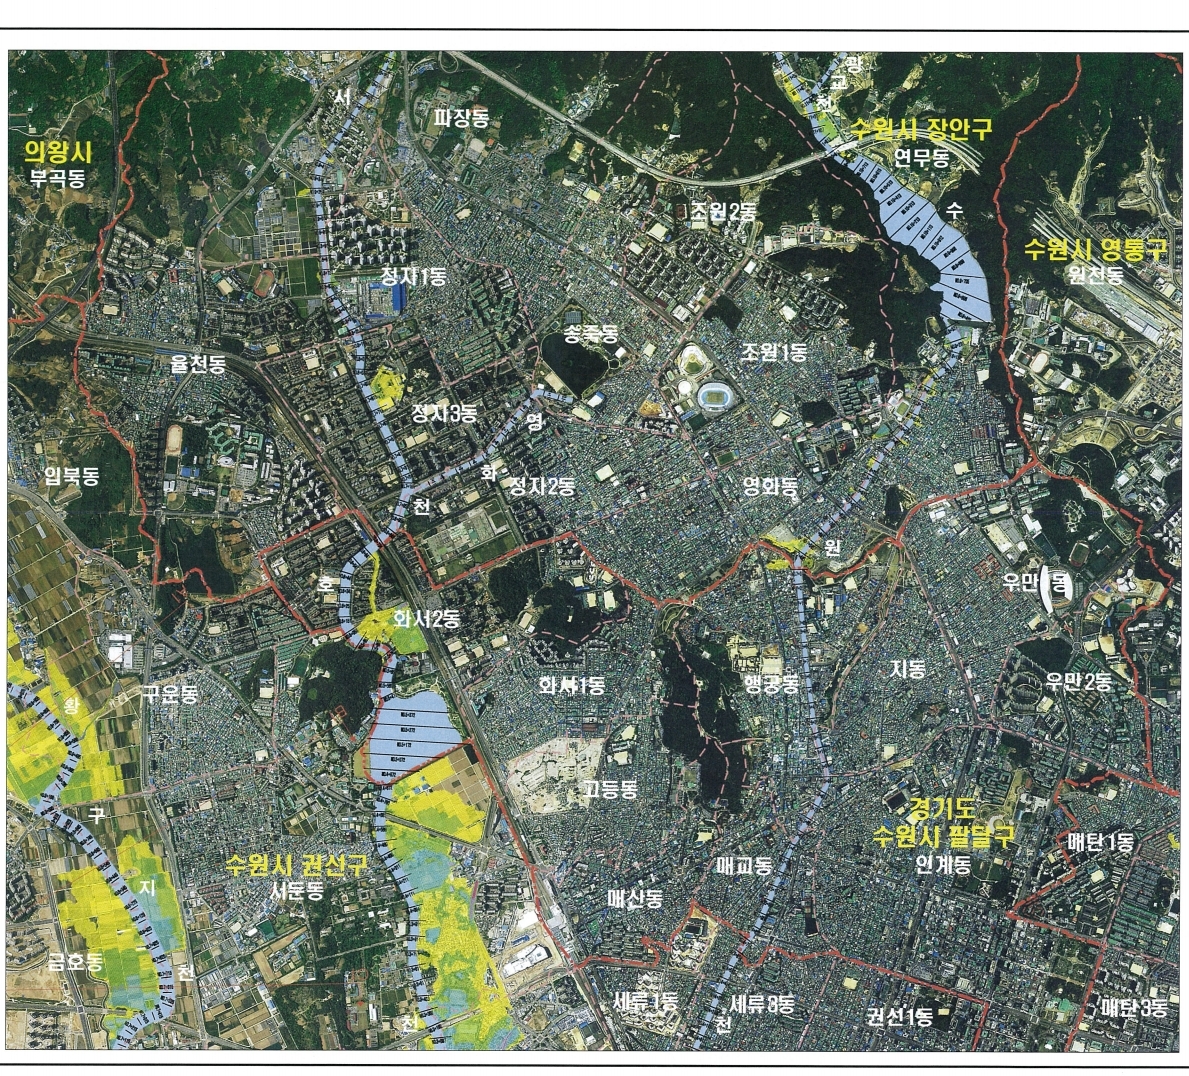 서
광
교
천
파장동
수원시 장안구
연무동
의왕시
부곡동
조원2동
수
수원시 영통구
원천동
정자1동
송죽동
조원1동
율천동
정자3동
영
화
입북동
정자2동
영화동
천
원
호
우만1동
화서2동
지동
화서1동
행궁동
우만2동
구운동
황
고등동
경기도
수원시 팔달구
인계동
구
매탄1동
수원시 권선구
서둔동
매교동
지
매산동
금호동
천
세류1동
세류3동
권선1동
매탄3동
천
천